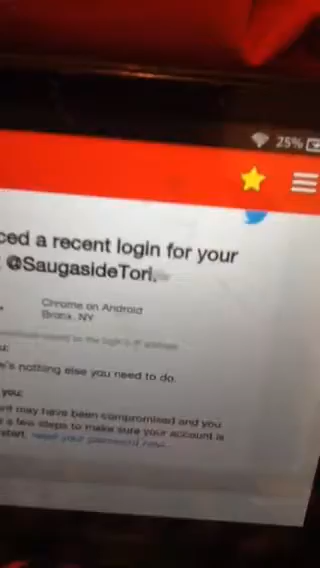 25%
ced a recent login for your
@SaugasideTori.
Chrome on Android
Bronx, NY
u:
e's nothing else you need to do.
you:
nt may have been compromised and you
a few steps to make sure your account is
start. reset your password now.